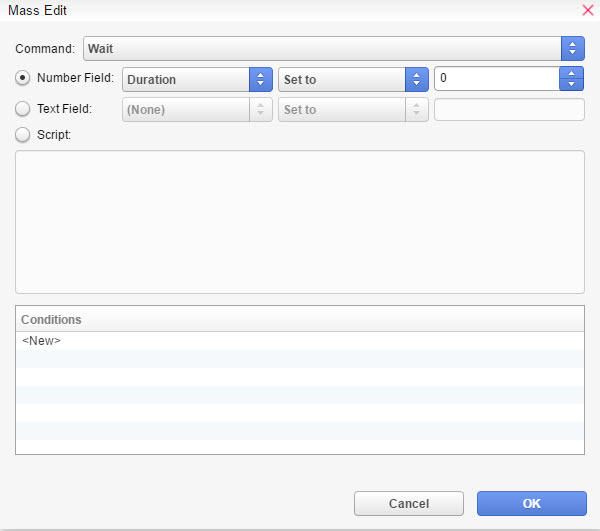 Mass Edit
Command: Wait
Number Field: Duration Set to 0
Text Field: (None) Set to
Script:
Conditions
<New>
Cancel OK